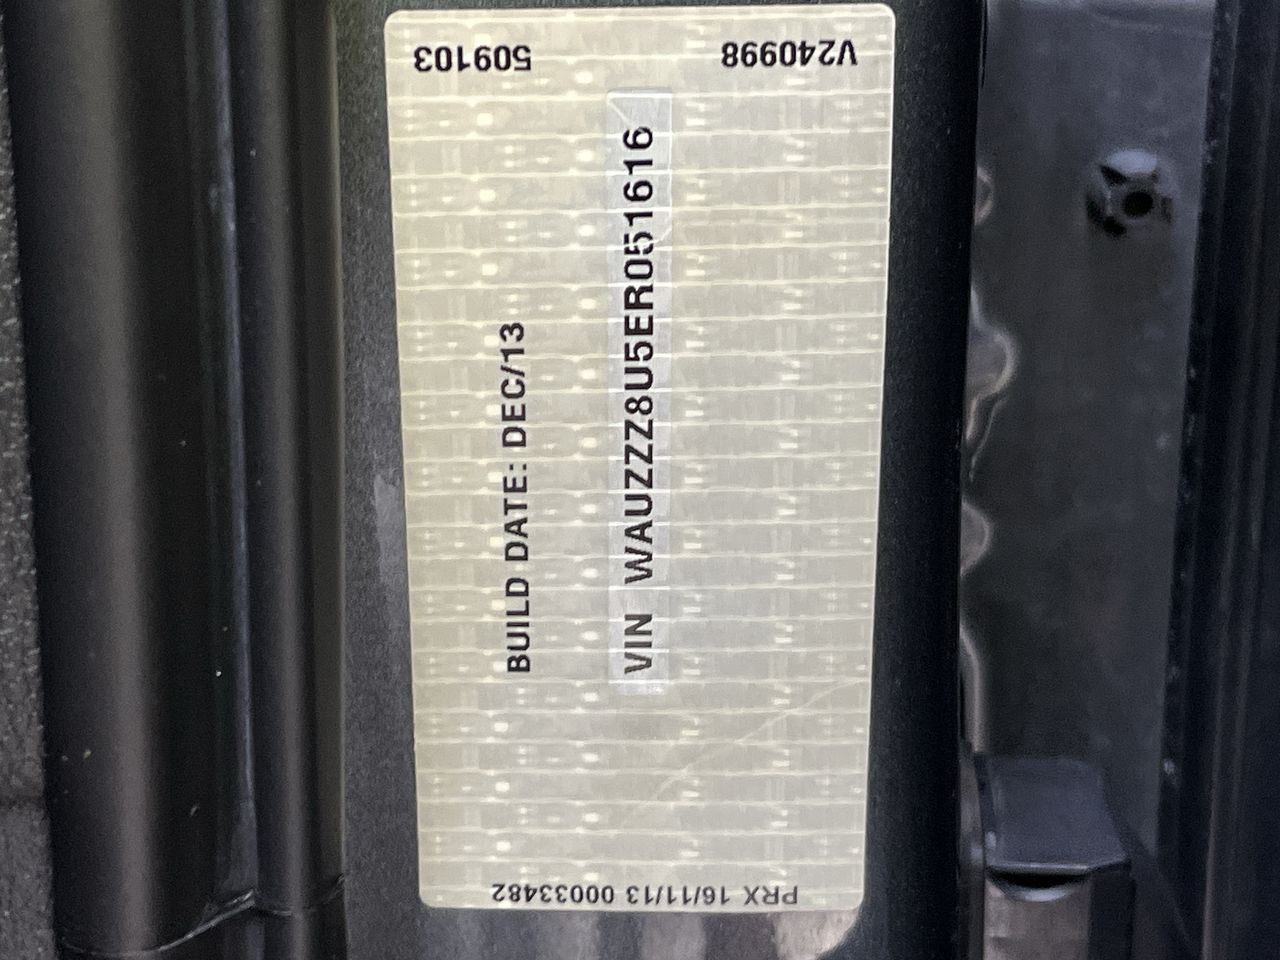 V240998
509103
BUILD DATE: DEC/13
VIN WAUZZZ8U5ER051616
PRX 16/11/13 00033482